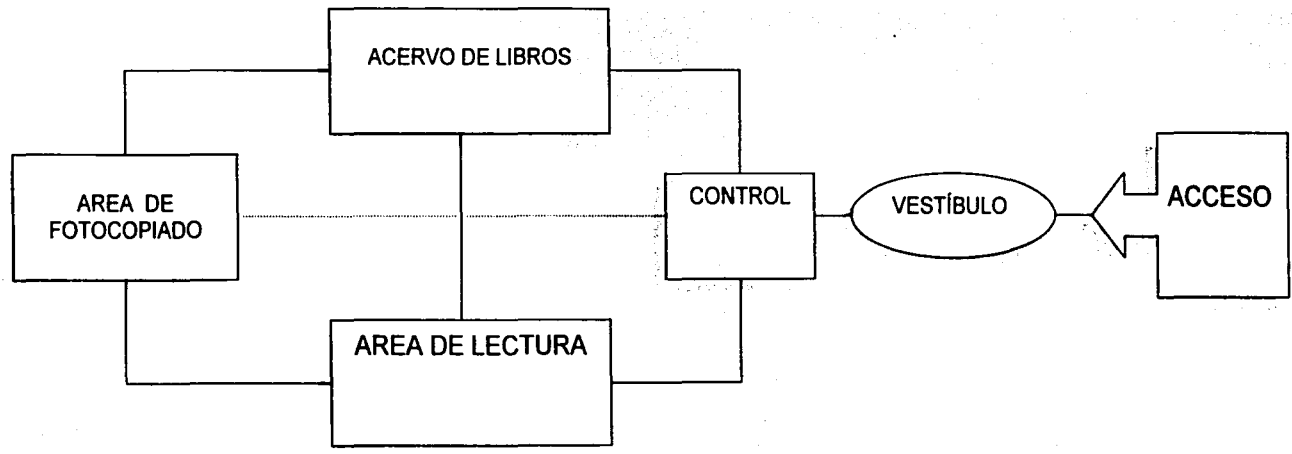 ACERVO DE LIBROS
AREA DE
FOTOCOPIADO
CONTROL
VESTÍBULO
ACCESO
AREA DE LECTURA